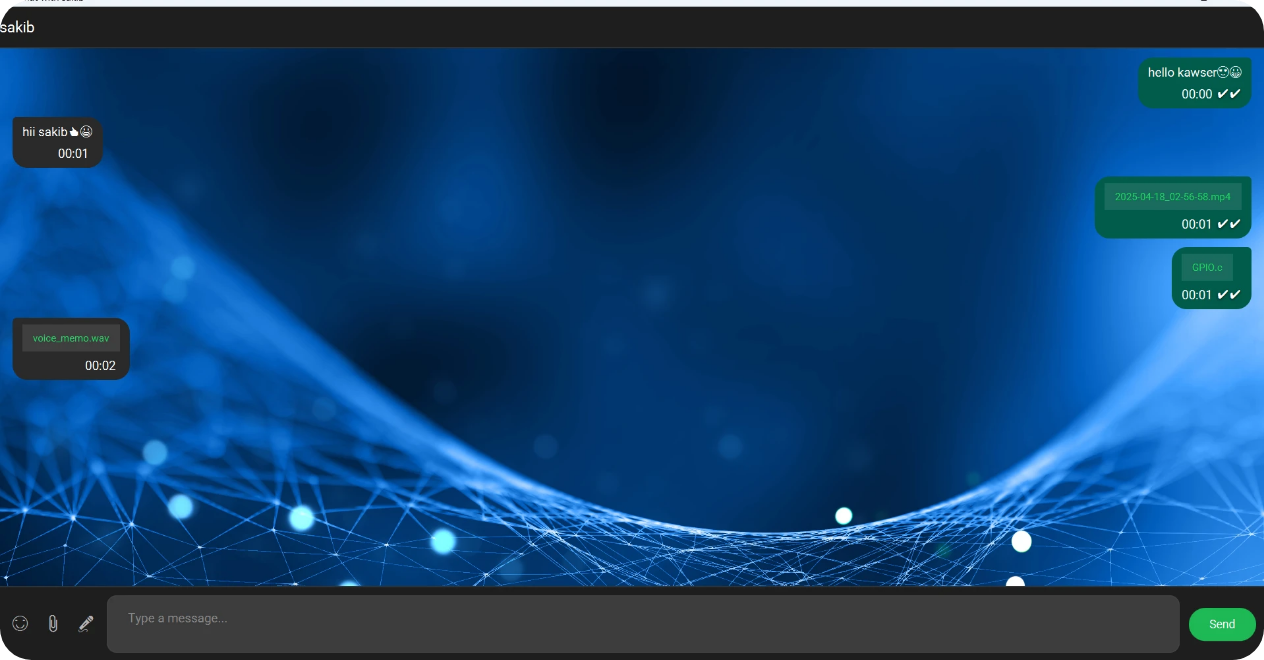 sakib
hello kawser🙄😀
00:00 ✔✔
hii sakib👆😀
00:01
2025-04-18_02-56-58.mp4
00:01 ✔✔
GPIO.c
00:01 ✔✔
voice_memo.wav
00:02
Type a message...
Send